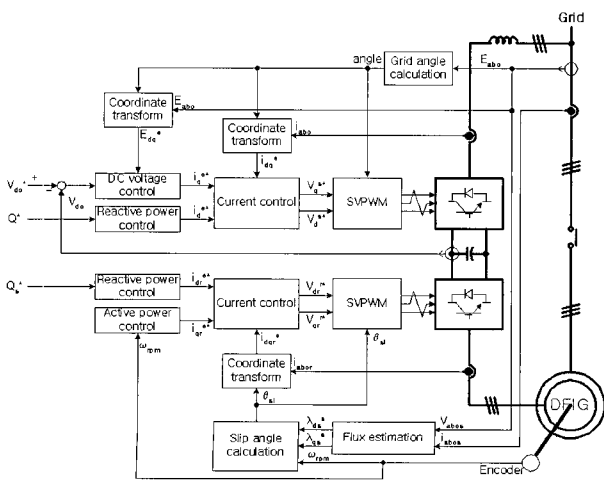 Grid
angle
Grid angle
calculation
E_abc
Coordinate
transform
E_abc
Coordinate
transform
i_abc
E_dq^e
i_dq^e
V_dc* + −
DC voltage
control
i_q^e*
Current control
V_q^s*
SVPWM
V_dc
Q*
Reactive power
control
i_d^e*
V_d^s*
Q_s*
Reactive power
control
i_dr^e*
Current control
V_dr^r*
SVPWM
Active power
control
i_qr^e*
V_qr^r*
ω_rpm
i_dqr^e
θ_sl
Coordinate
transform
i_abcr
θ_sl
DFIG
Slip angle
calculation
λ_ds^s
λ_qs^s
Flux estimation
V_abcs
i_abcs
ω_rpm
Encoder